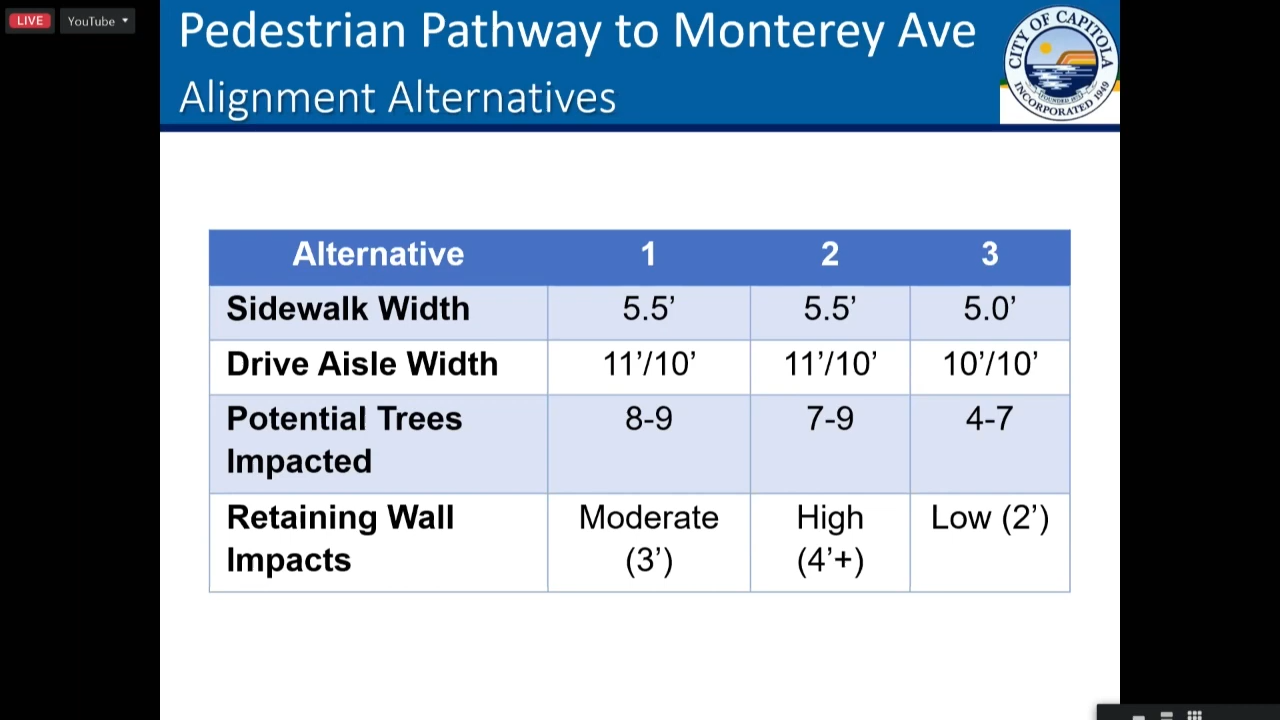 LIVE
YouTube
Pedestrian Pathway to Monterey Ave
Alignment Alternatives
CITY OF CAPITOLA
INCORPORATED 1949
Alternative 1 2 3
Sidewalk Width 5.5’ 5.5’ 5.0’
Drive Aisle Width 11’/10’ 11’/10’ 10’/10’
Potential Trees 8-9 7-9 4-7
Impacted
Retaining Wall Moderate High Low (2’)
Impacts (3’) (4’+)